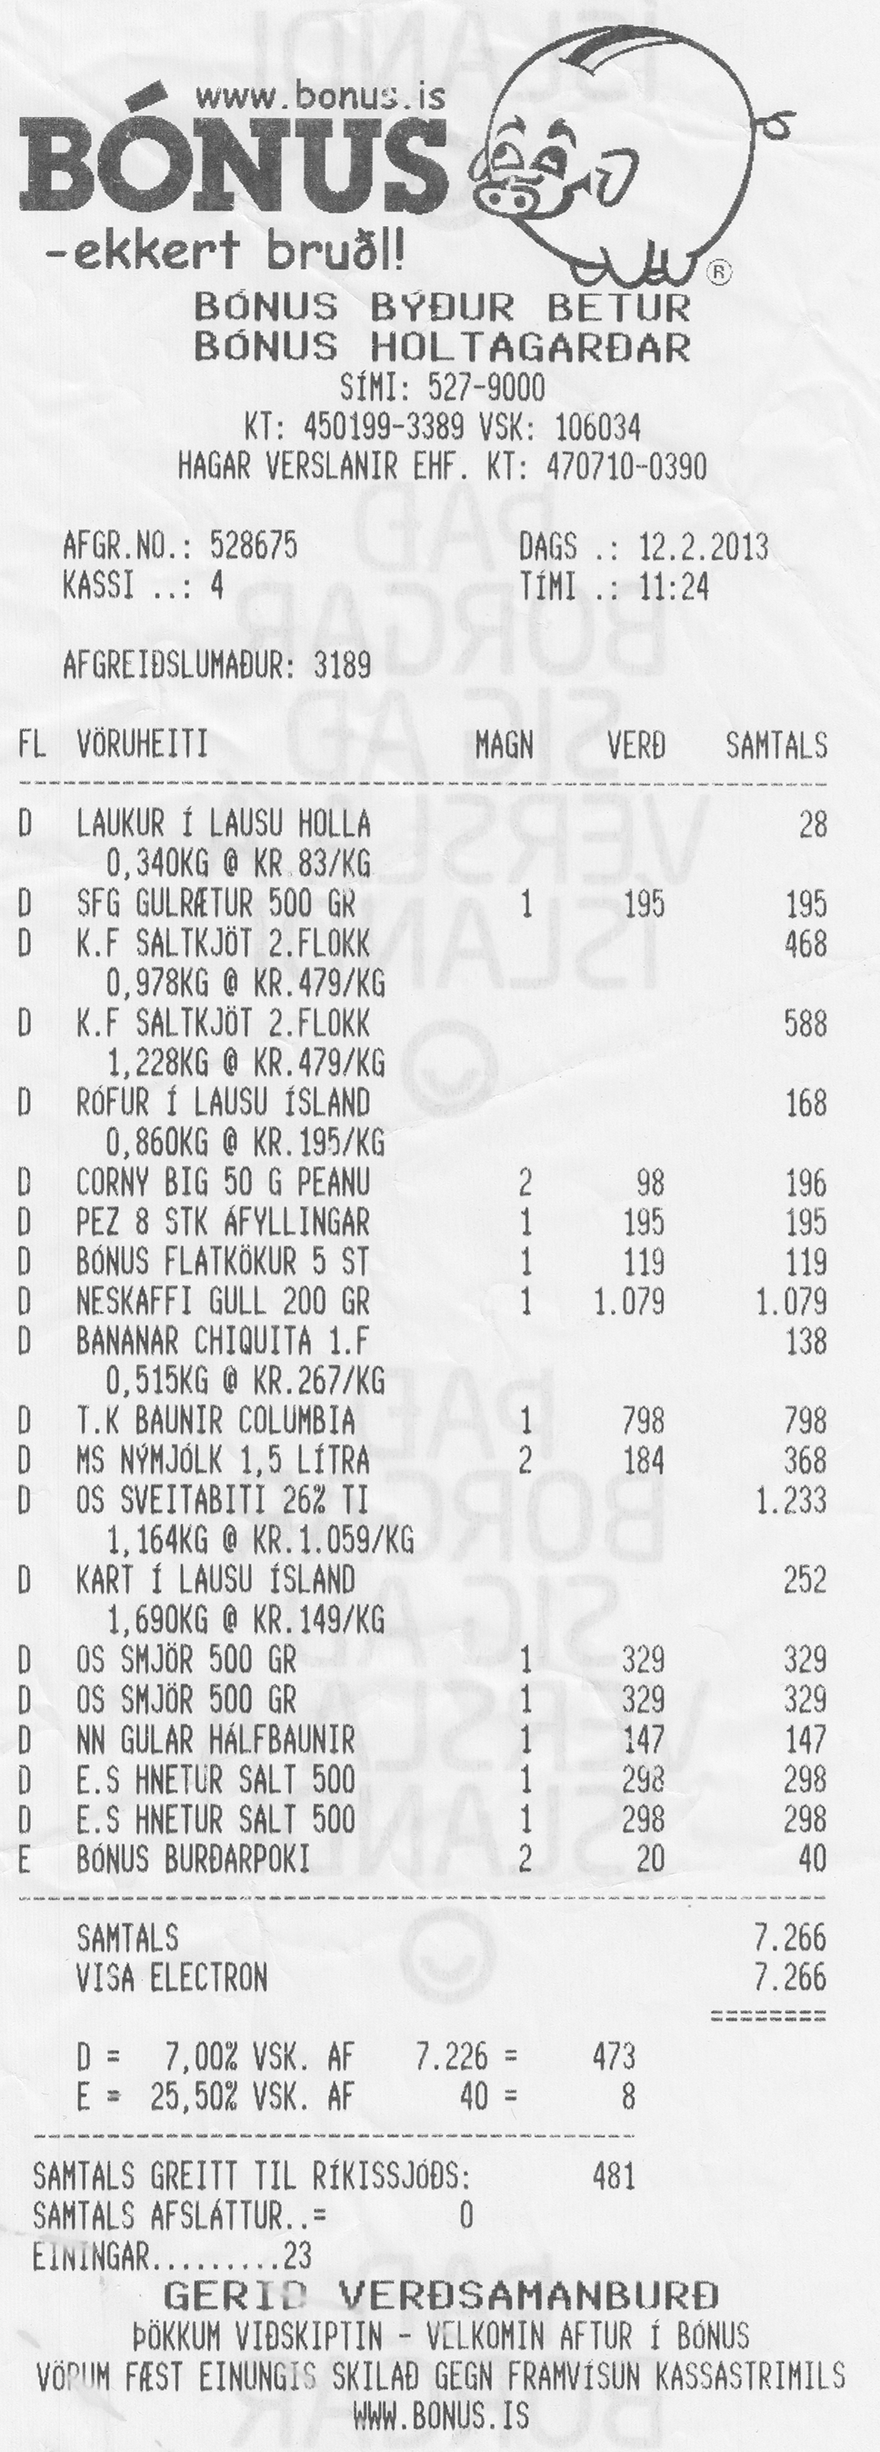 www.bonus.is
BÓNUS
-ekkert bruðl!
®
BÓNUS BÝÐUR BETUR
BÓNUS HOLTAGARÐAR
SÍMI: 527-9000
KT: 450199-3389 VSK: 106034
HAGAR VERSLANIR EHF. KT: 470710-0390
AFGR.NO.: 528675 DAGS .: 12.2.2013
KASSI ..: 4 TÍMI .: 11:24
AFGREIÐSLUMAÐUR: 3189
FL VÖRUHEITI MAGN VERÐ SAMTALS
D LAUKUR Í LAUSU HOLLA 28
0,340KG @ KR.83/KG
D SFG GULRÆTUR 500 GR 1 195 195
D K.F SALTKJÖT 2.FLOKK 468
0,978KG @ KR.479/KG
D K.F SALTKJÖT 2.FLOKK 588
1,228KG @ KR.479/KG
D RÓFUR Í LAUSU ÍSLAND 168
0,860KG @ KR.195/KG
D CORNY BIG 50 G PEANU 2 98 196
D PEZ 8 STK ÁFYLLINGAR 1 195 195
D BÓNUS FLATKÖKUR 5 ST 1 119 119
D NESKAFFI GULL 200 GR 1 1.079 1.079
D BANANAR CHIQUITA 1.F 138
0,515KG @ KR.267/KG
D T.K BAUNIR COLUMBIA 1 798 798
D MS NÝMJÓLK 1,5 LÍTRA 2 184 368
D OS SVEITABITI 26% TI 1.233
1,164KG @ KR.1.059/KG
D KART Í LAUSU ÍSLAND 252
1,690KG @ KR.149/KG
D OS SMJÖR 500 GR 1 329 329
D OS SMJÖR 500 GR 1 329 329
D NN GULAR HÁLFBAUNIR 1 147 147
D E.S HNETUR SALT 500 1 298 298
D E.S HNETUR SALT 500 1 298 298
E BÓNUS BURÐARPOKI 2 20 40
SAMTALS 7.266
VISA ELECTRON 7.266
========
D = 7,00% VSK. AF 7.226 = 473
E = 25,50% VSK. AF 40 = 8
SAMTALS GREITT TIL RÍKISSJÓÐS: 481
SAMTALS AFSLÁTTUR..= 0
EININGAR.........23
GERIÐ VERÐSAMANBURÐ
ÞÖKKUM VIÐSKIPTIN - VELKOMIN AFTUR Í BÓNUS
VÖRUM FÆST EINUNGIS SKILAÐ GEGN FRAMVÍSUN KASSASTRIMILS
WWW.BONUS.IS